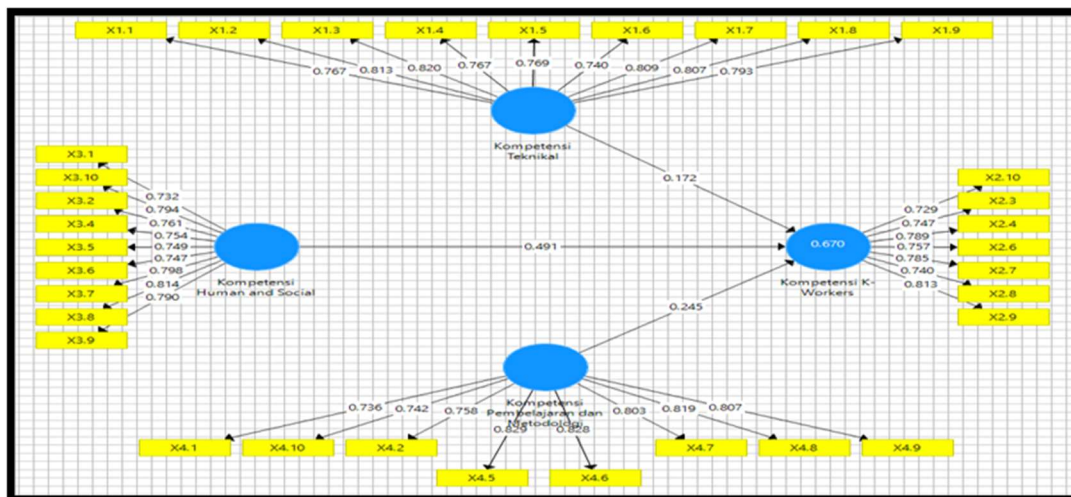 X1.1 X1.2 X1.3 X1.4 X1.5 X1.6 X1.7 X1.8 X1.9
0.767 0.813 0.820 0.767 0.769 0.740 0.809 0.807 0.793
Kompetensi
Teknikal
X3.1
X3.10
X3.2
X3.4
X3.5
X3.6
X3.7
X3.8
X3.9
0.732
0.794
0.761
0.754
0.749
0.747
0.798
0.814
0.790
Kompetensi
Human and Social
0.172
0.491
0.245
0.670
Kompetensi K-
Workers
0.729
0.747
0.789
0.757
0.785
0.740
0.813
X2.10
X2.3
X2.4
X2.6
X2.7
X2.8
X2.9
Kompetensi
Pembelajaran dan
Metodologi
0.736 0.742 0.758 0.829 0.828 0.803 0.819 0.807
X4.1 X4.10 X4.2 X4.7 X4.8 X4.9
X4.5 X4.6